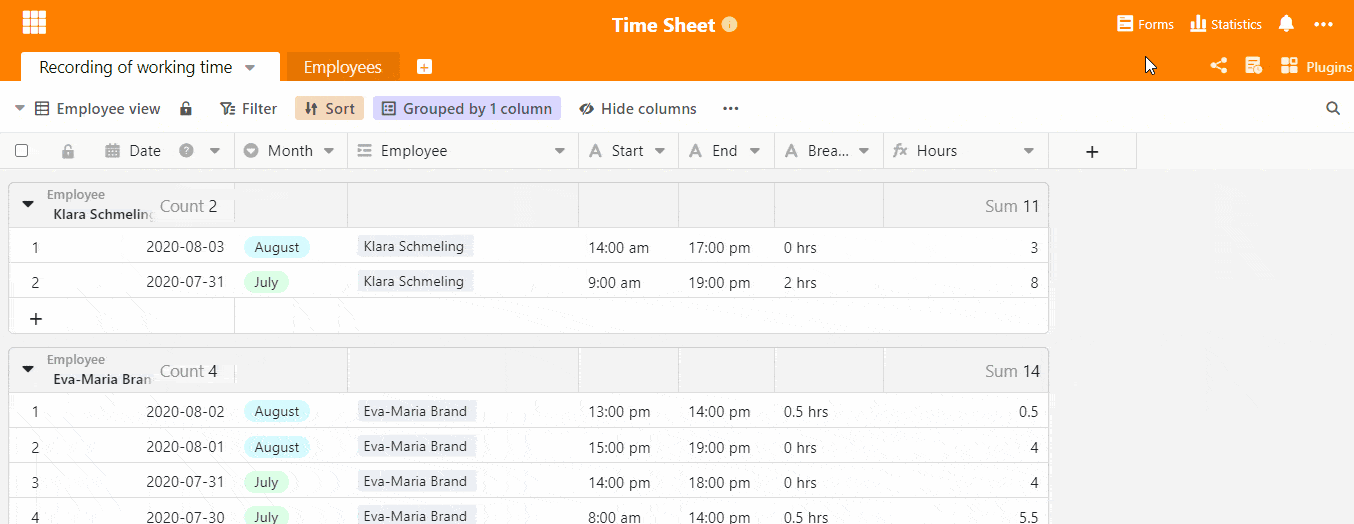 Time Sheet
Forms Statistics
Recording of working time Employees Plugins
Employee view Filter Sort Grouped by 1 column Hide columns
Date Month Employee Start End Brea... Hours
Employee
Klara Schmeling Count 2 Sum 11
1 2020-08-03 August Klara Schmeling 14:00 am 17:00 pm 0 hrs 3
2 2020-07-31 July Klara Schmeling 9:00 am 19:00 pm 2 hrs 8
Employee
Eva-Maria Bran Count 4 Sum 14
1 2020-08-02 August Eva-Maria Brand 13:00 pm 14:00 pm 0.5 hrs 0.5
2 2020-08-01 August Eva-Maria Brand 15:00 pm 19:00 pm 0 hrs 4
3 2020-07-31 July Eva-Maria Brand 14:00 pm 18:00 pm 0 hrs 4
4 2020-07-30 July Eva-Maria Brand 8:00 am 14:00 pm 0.5 hrs 5.5